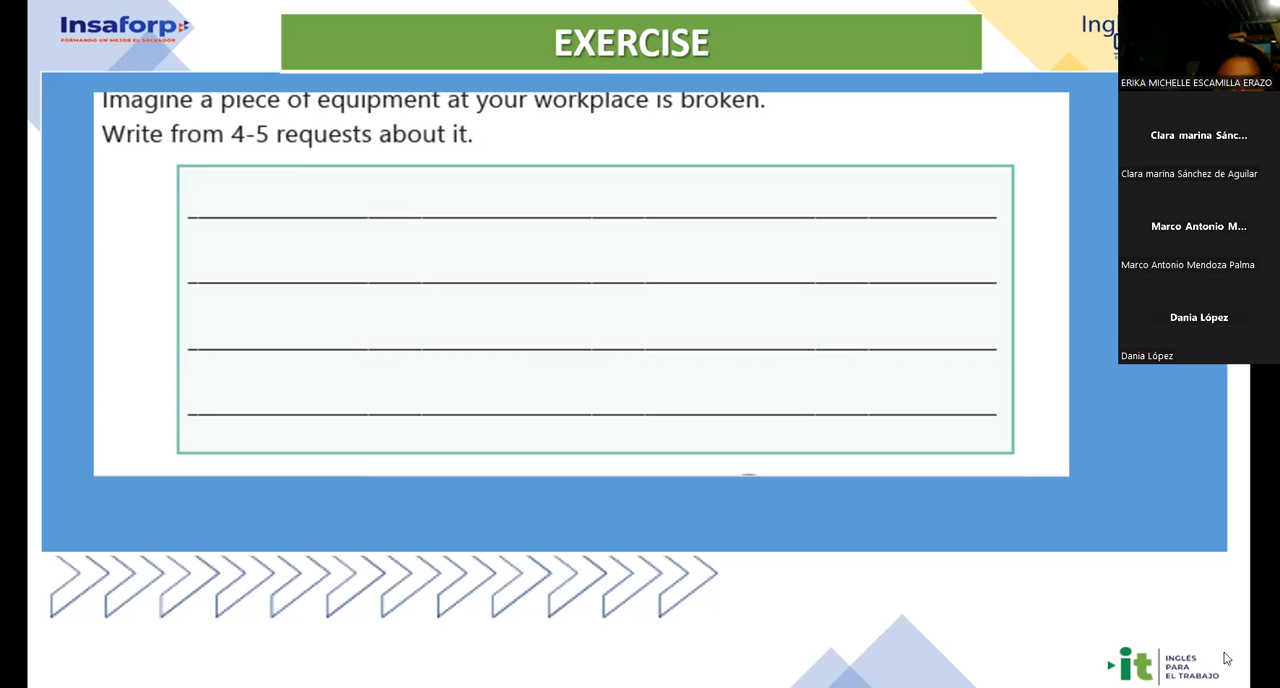 Insaforp
FORMANDO UN MEJOR EL SALVADOR
EXERCISE
Ing
ERIKA MICHELLE ESCAMILLA ERAZO
Imagine a piece of equipment at your workplace is broken.
Write from 4-5 requests about it.
Clara marina Sánc...
Clara marina Sánchez de Aguilar
Marco Antonio M...
Marco Antonio Mendoza Palma
Dania López
Dania López
it
INGLÉS
PARA
EL TRABAJO